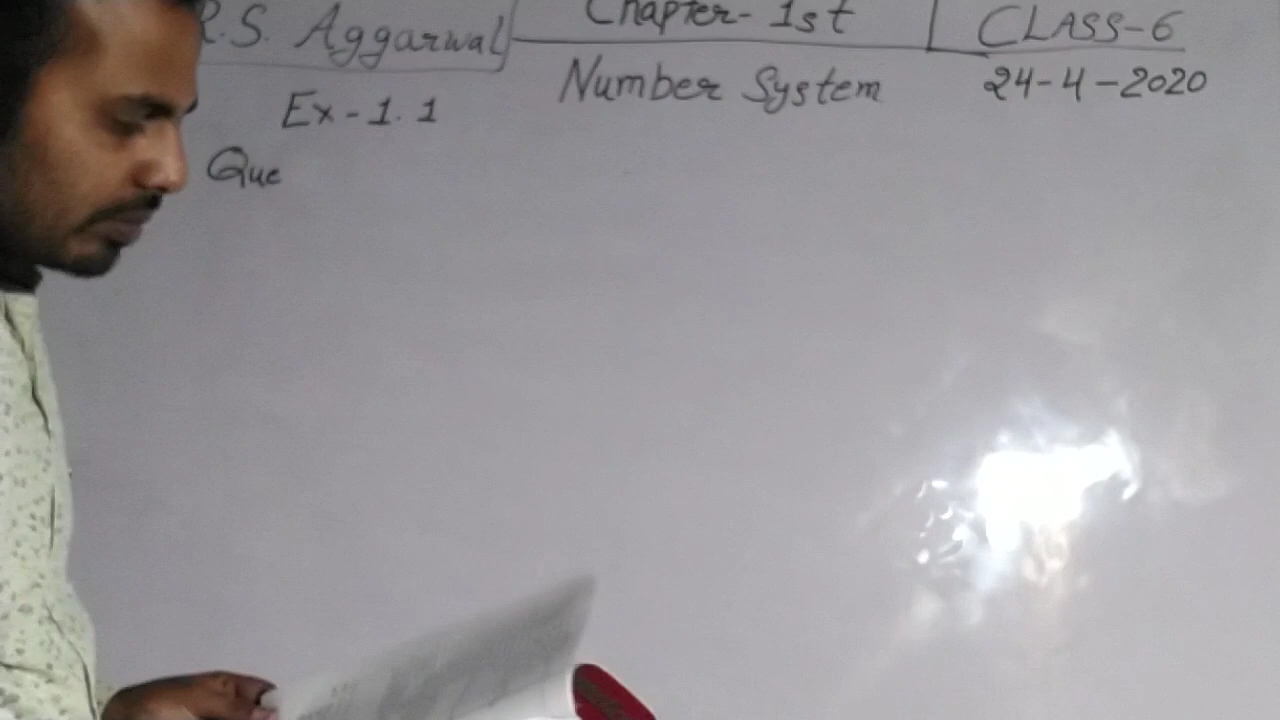 R.S. Aggarwal
Chapter- 1st
CLASS-6
Number System
24-4-2020
Ex-1.1
Que